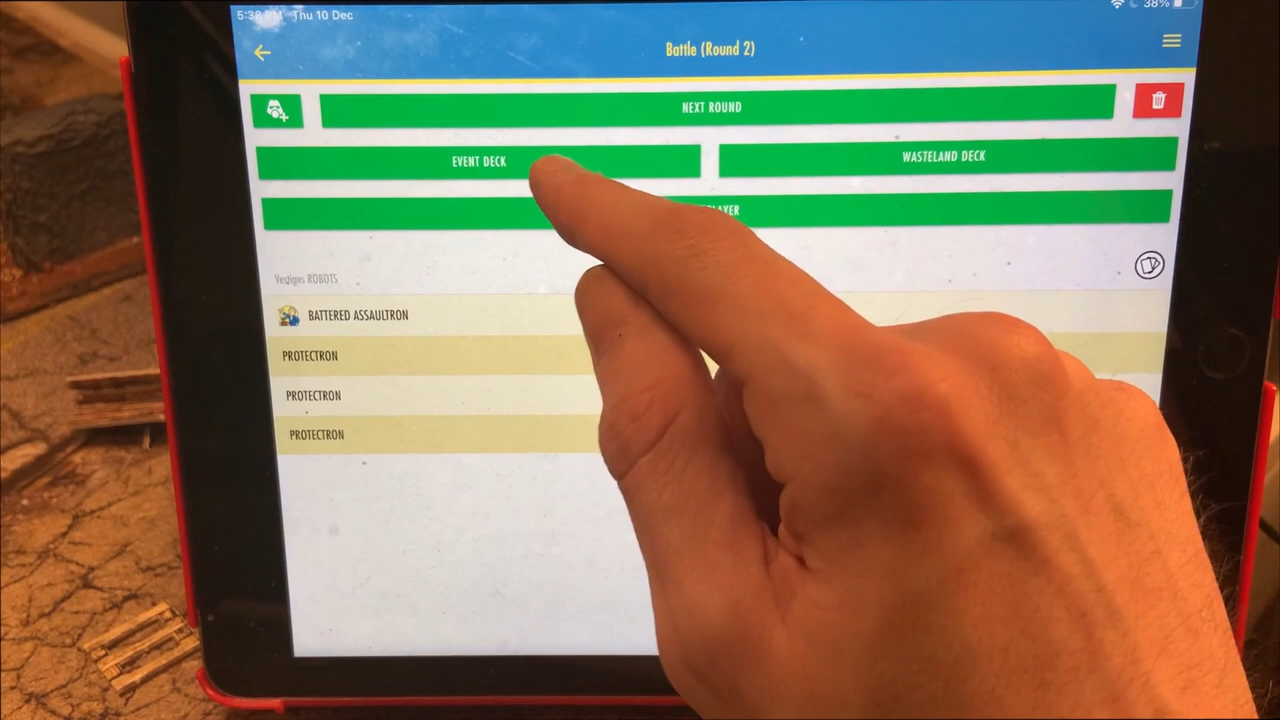 5:38 PM Thu 10 Dec 38%
Battle (Round 2)
NEXT ROUND
EVENT DECK WASTELAND DECK
Vestiges ROBOTS
BATTERED ASSAULTRON
PROTECTRON
PROTECTRON
PROTECTRON